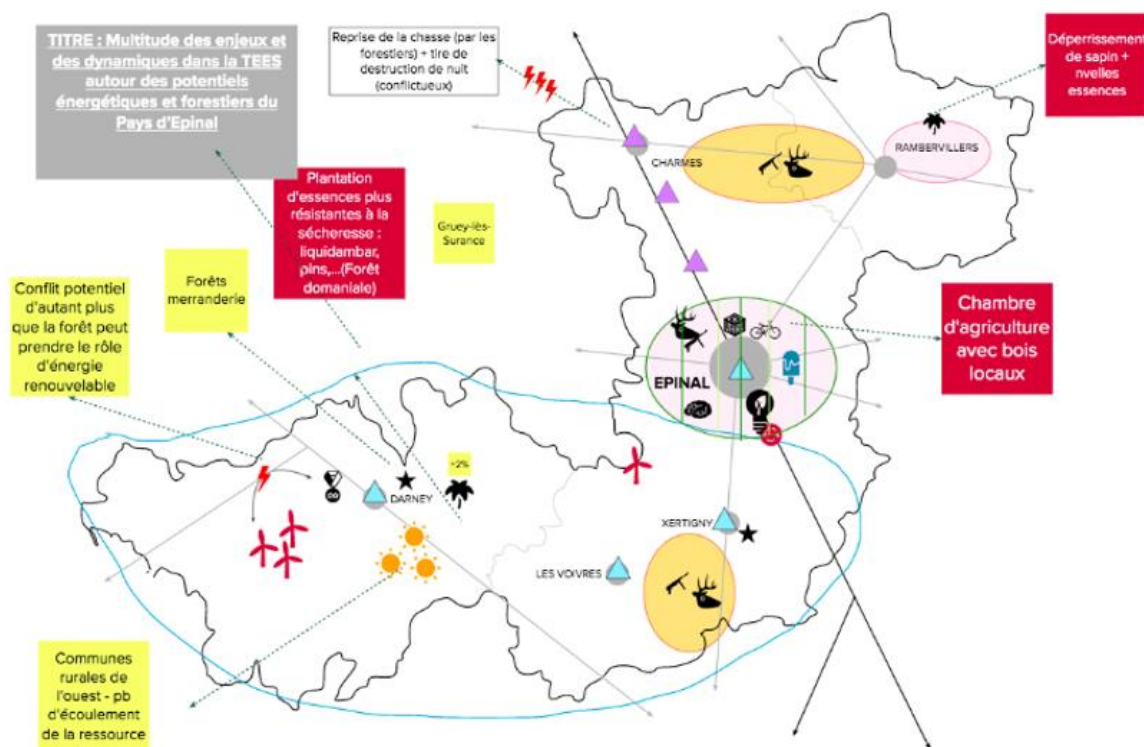 TITRE : Multitude des enjeux et
des dynamiques dans la TEES
autour des potentiels
énergétiques et forestiers du
Pays d'Epinal
Reprise de la chasse (par les
forestiers) + tire de
destruction de nuit
(conflictueux)
Déperrissement
de sapin +
nvelles
essences
CHARMES
RAMBERVILLERS
Plantation
d'essences plus
résistantes à la
sécheresse :
liquidambar,
pins,...(Forêt
domaniale)
Gruey-lès-
Surance
Forêts
merranderie
Conflit potentiel
d'autant plus
que la forêt peut
prendre le rôle
d'énergie
renouvelable
Chambre
d'agriculture
avec bois
locaux
EPINAL
+2%
DARNEY
XERTIGNY
LES VOIVRES
Communes
rurales de
l'ouest - pb
d'écoulement
de la ressource